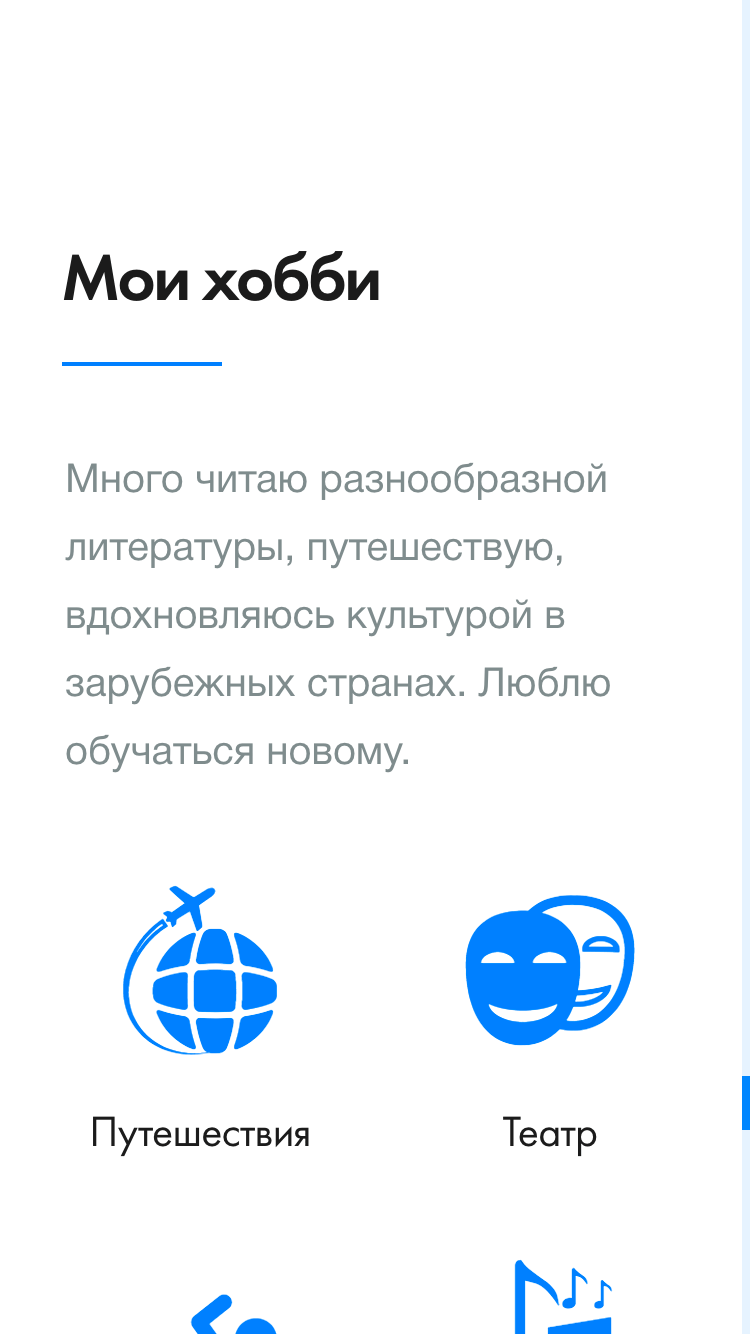 Мои хобби
Много читаю разнообразной
литературы, путешествую,
вдохновляюсь культурой в
зарубежных странах. Люблю
обучаться новому.
Путешествия
Театр